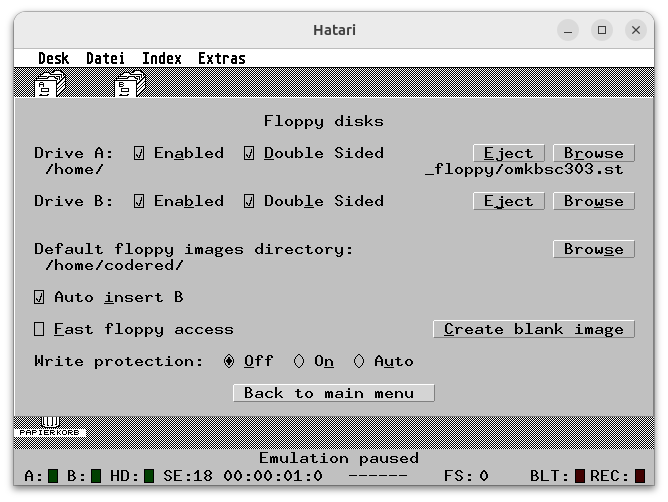 Hatari
Desk Datei Index Extras
A B
Floppy disks
Drive A: Enabled Double Sided Eject Browse
/home/ _floppy/omkbsc303.st
Drive B: Enabled Double Sided Eject Browse
Default floppy images directory: Browse
/home/codered/
Auto insert B
Fast floppy access Create blank image
Write protection: Off On Auto
Back to main menu
PAPIERKORB
Emulation paused
A: B: HD: SE:18 00:00:01:0 ------ FS: 0 BLT: REC: